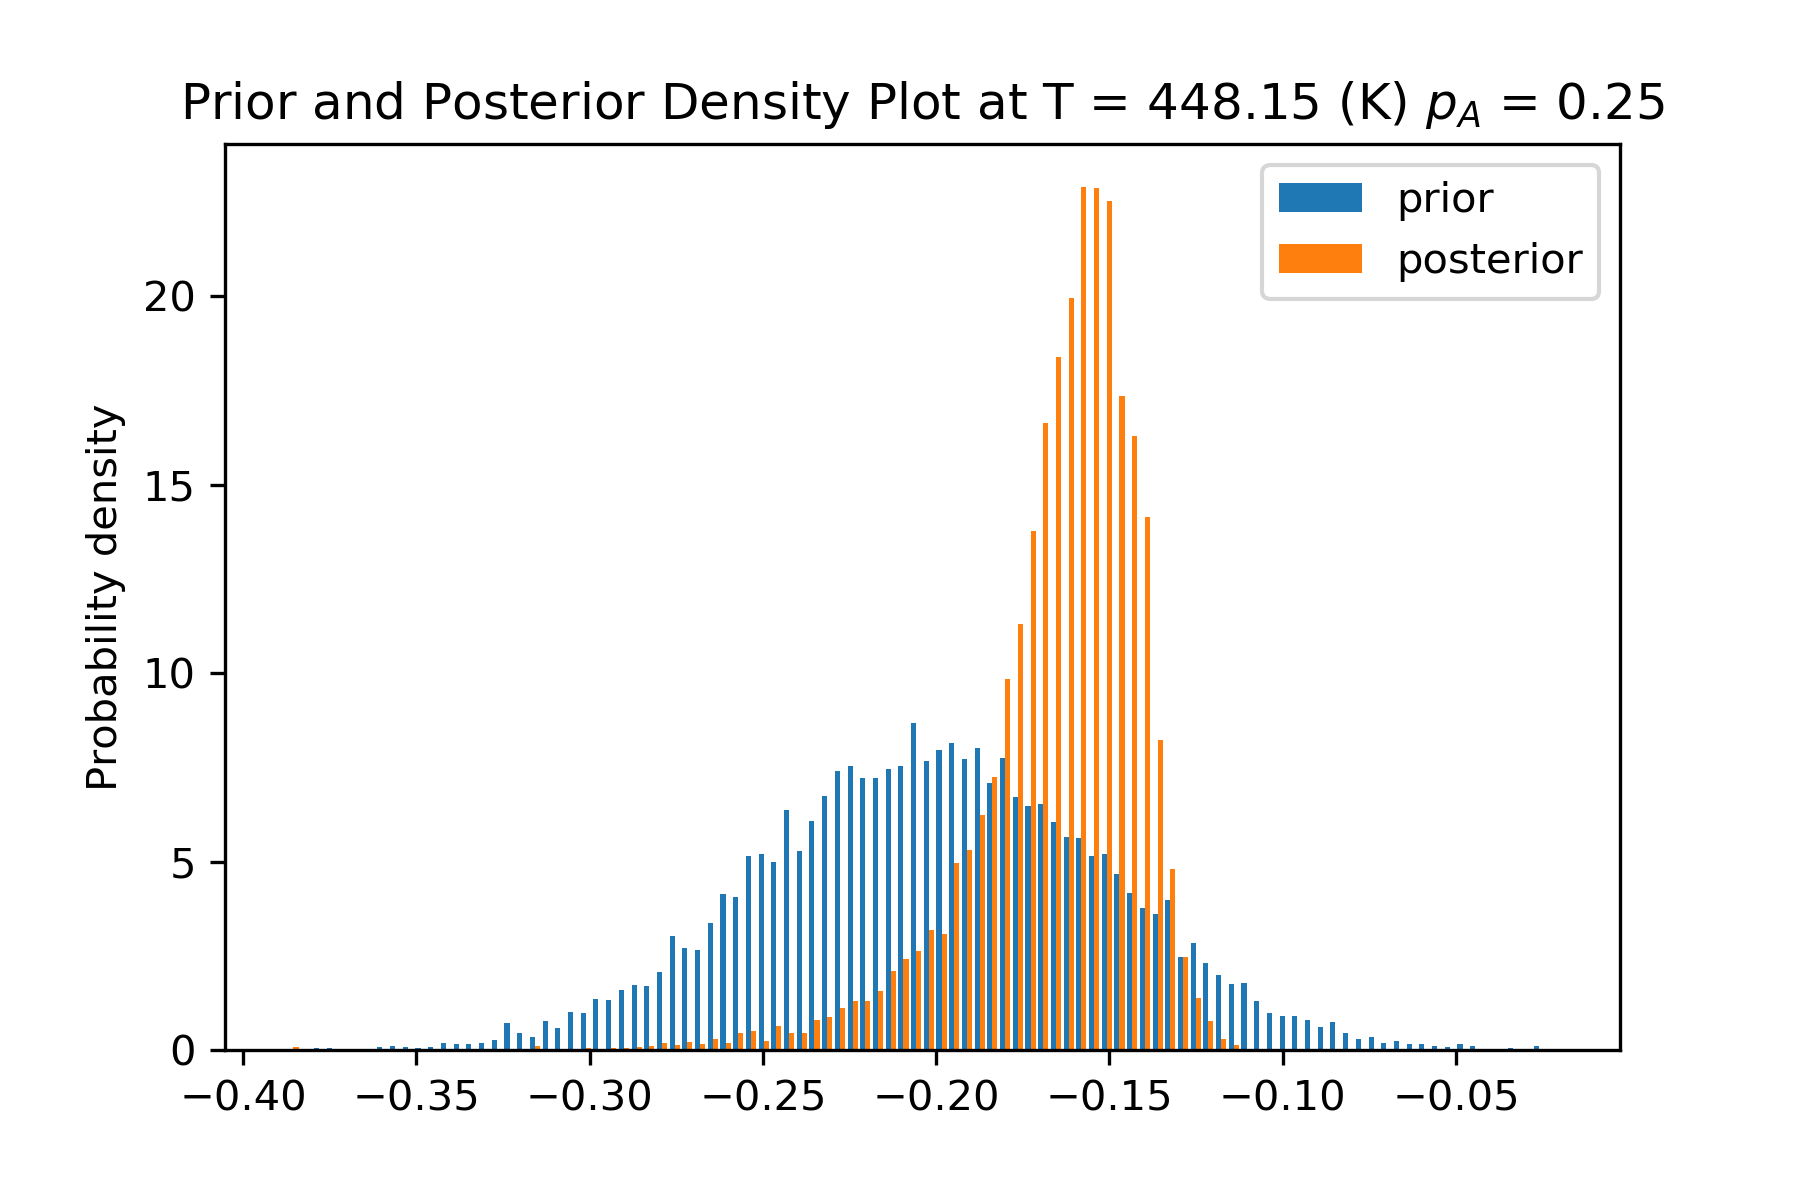 Prior and Posterior Density Plot at T = 448.15 (K) p_A = 0.25
prior
posterior
Probability density
20
15
10
5
0
−0.40 −0.35 −0.30 −0.25 −0.20 −0.15 −0.10 −0.05